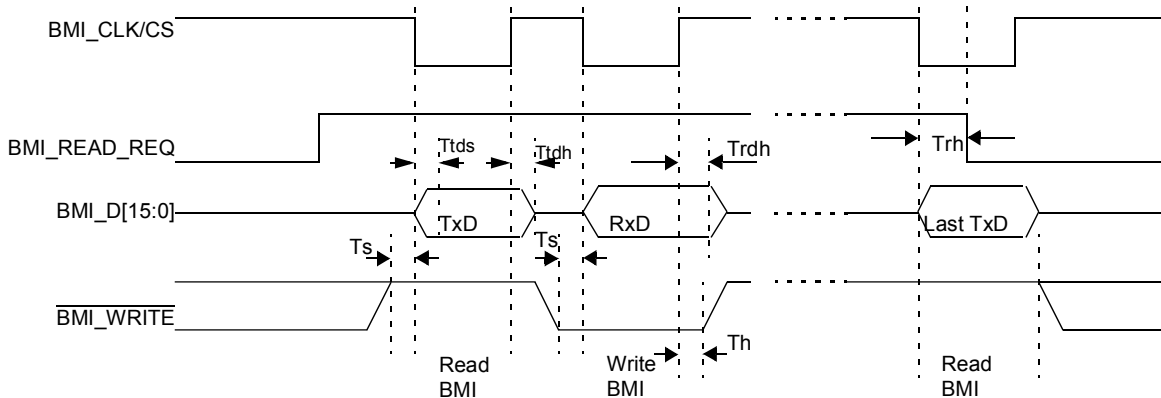 BMI_CLK/CS
BMI_READ_REQ
Ttds
Ttdh
Trdh
Trh
BMI_D[15:0]
TxD
RxD
Last TxD
Ts
Ts
BMI_WRITE
Th
Read
BMI
Write
BMI
Read
BMI